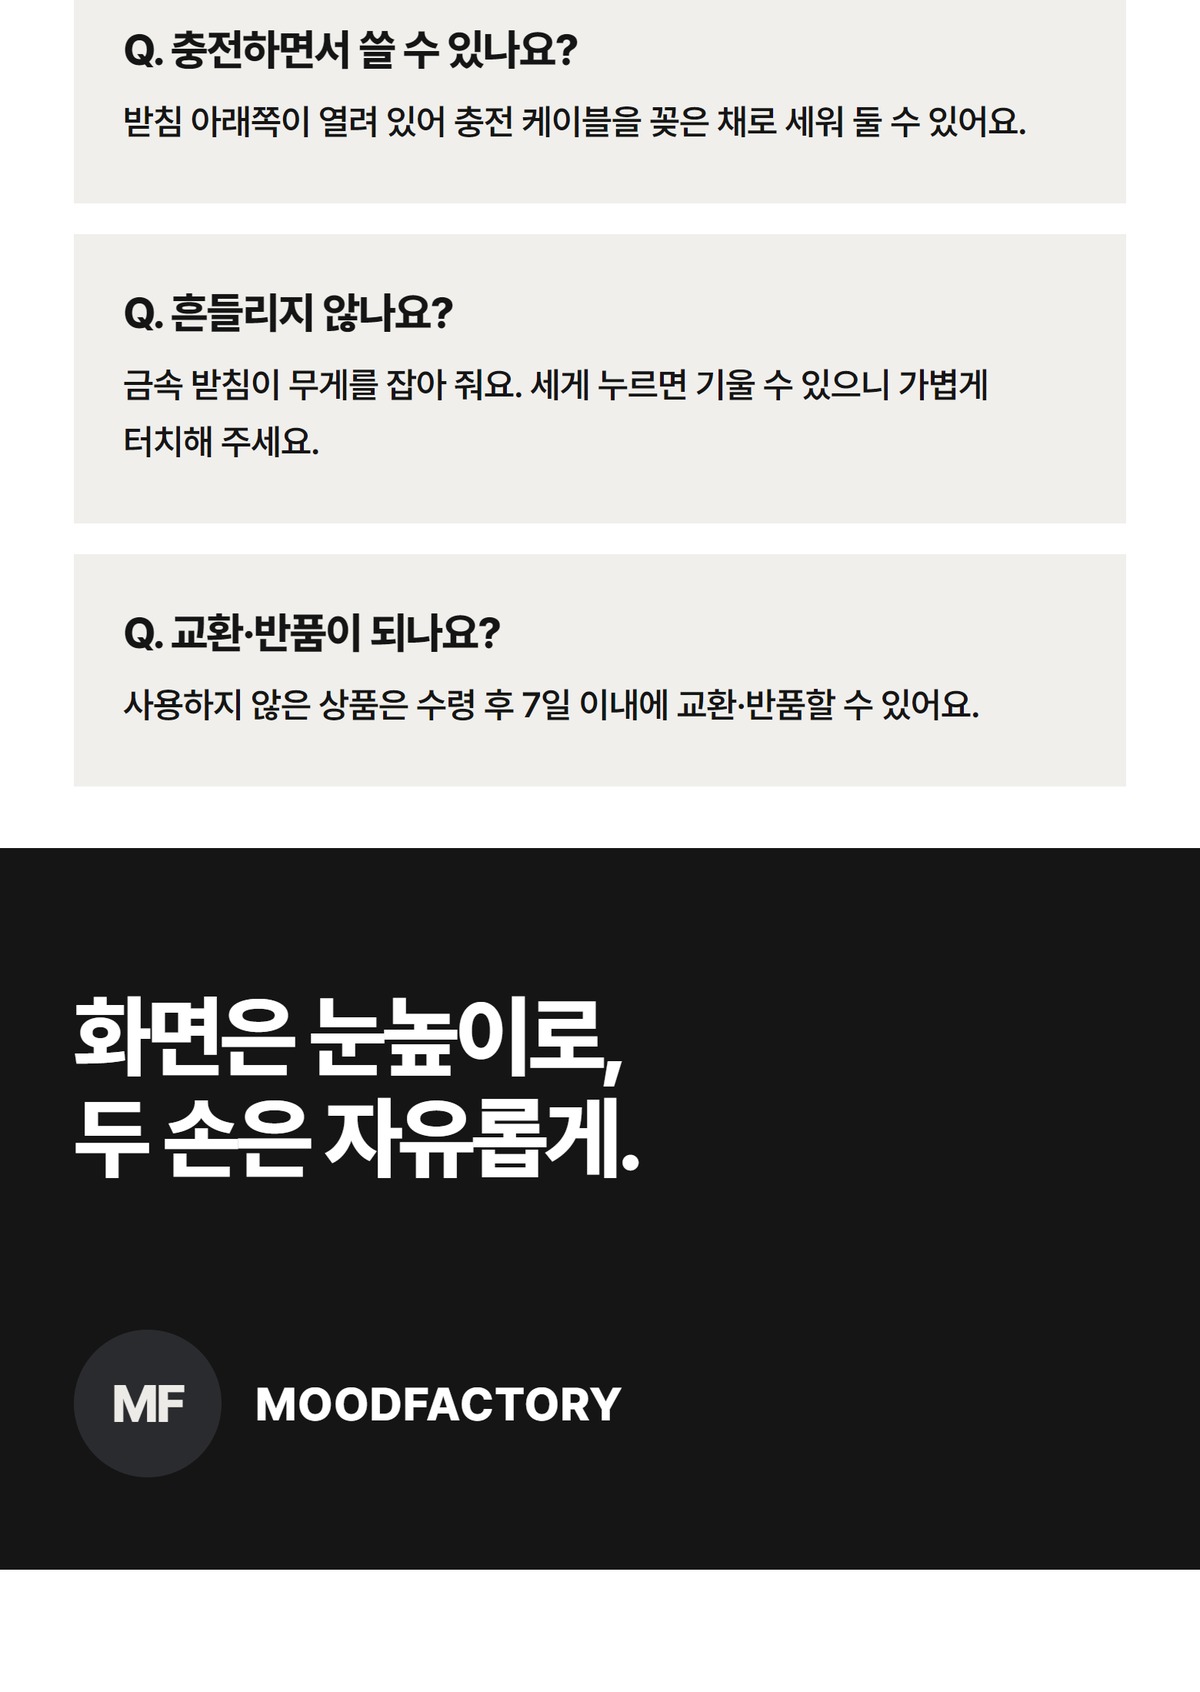 Q. 충전하면서 쓸 수 있나요?
받침 아래쪽이 열려 있어 충전 케이블을 꽂은 채로 세워 둘 수 있어요.
Q. 흔들리지 않나요?
금속 받침이 무게를 잡아 줘요. 세게 누르면 기울 수 있으니 가볍게
터치해 주세요.
Q. 교환·반품이 되나요?
사용하지 않은 상품은 수령 후 7일 이내에 교환·반품할 수 있어요.
화면은 눈높이로,
두 손은 자유롭게.
MF MOODFACTORY